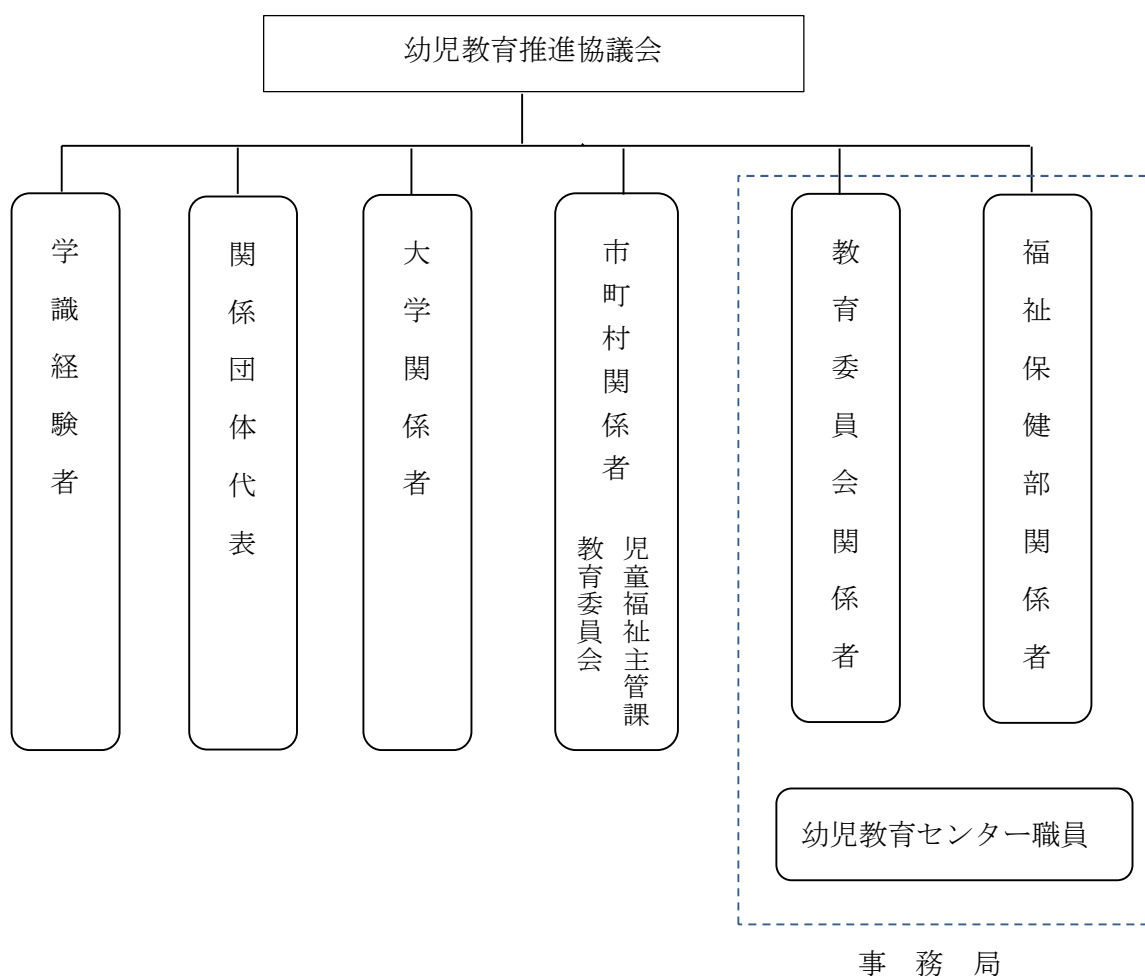 幼児教育推進協議会
学識経験者
関係団体代表
大学関係者
市町村関係者
児童福祉主管課
教育委員会
教育委員会関係者
福祉保健部関係者
幼児教育センター職員
事務局